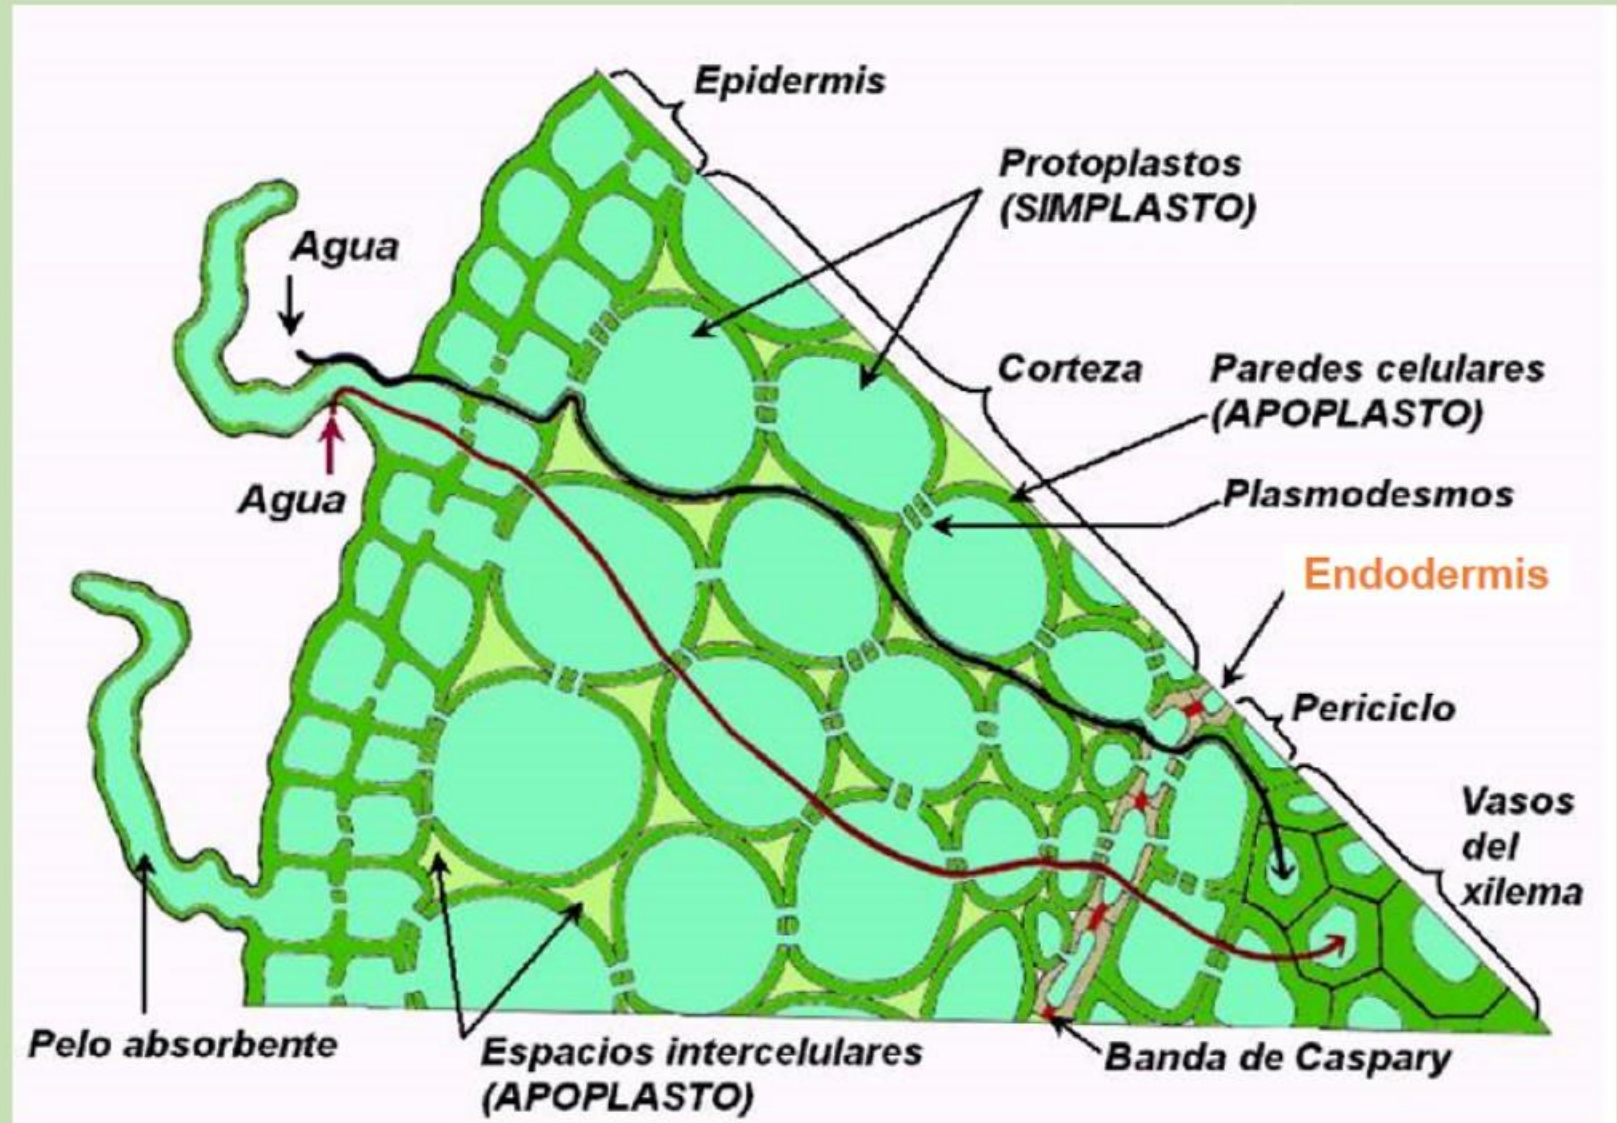 Epidermis
Protoplastos
(SIMPLASTO)
Agua
Corteza
Paredes celulares
(APOPLASTO)
Agua
Plasmodesmos
Endodermis
Periciclo
Vasos
del
xilema
Pelo absorbente
Espacios intercelulares
(APOPLASTO)
Banda de Caspary